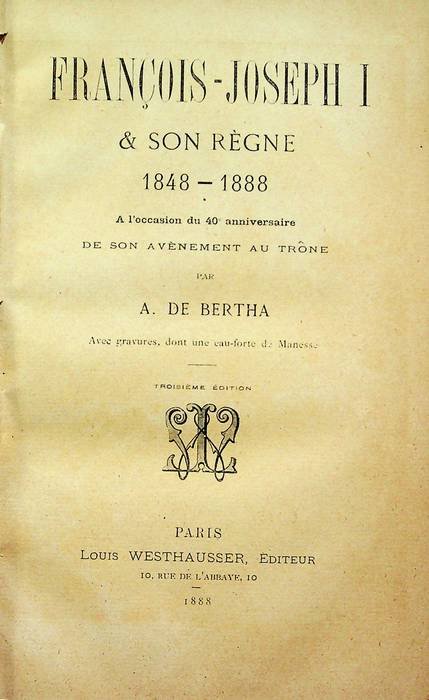 FRANÇOIS-JOSEPH I
& SON RÈGNE
1848 – 1888
A l'occasion du 40e anniversaire
DE SON AVÈNEMENT AU TRÔNE
PAR
A. DE BERTHA
Avec gravures, dont une eau-forte de Manesse
TROISIÈME ÉDITION
PARIS
LOUIS WESTHAUSSER, EDITEUR
10, RUE DE L'ABBAYE, 10
1888